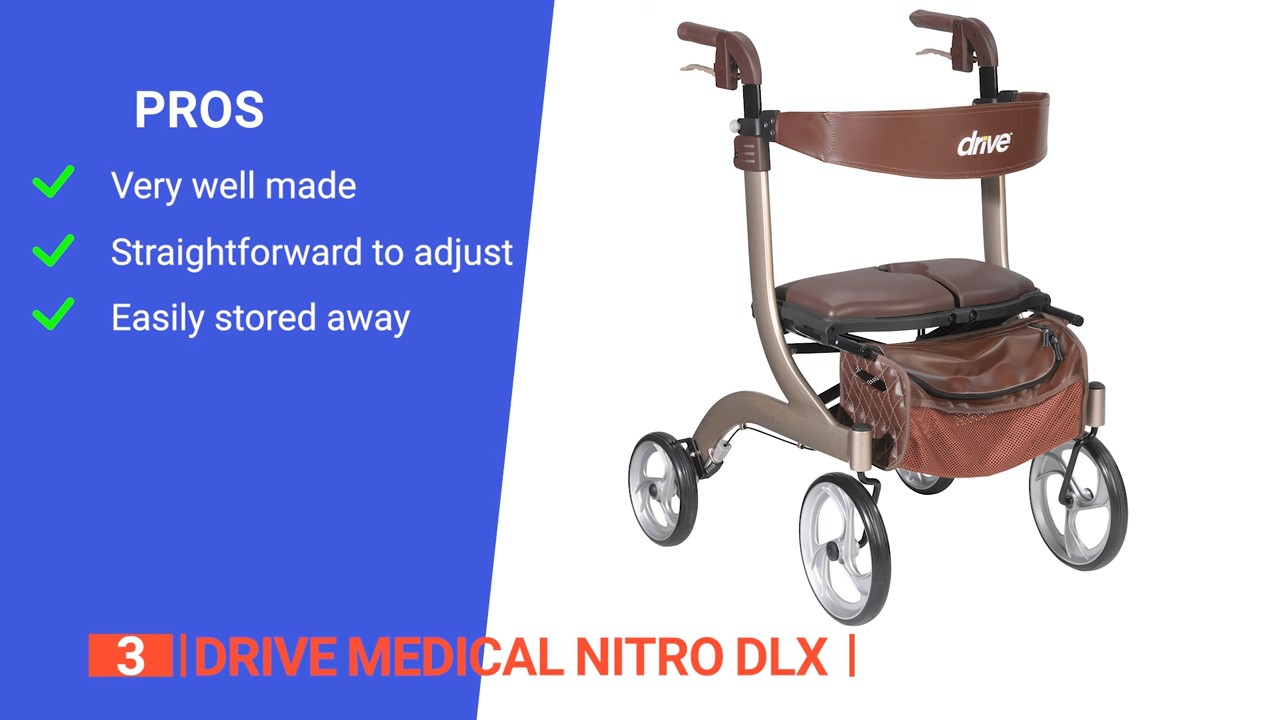 PROS
Very well made
Straightforward to adjust
Easily stored away
drive
3 | DRIVE MEDICAL NITRO DLX |